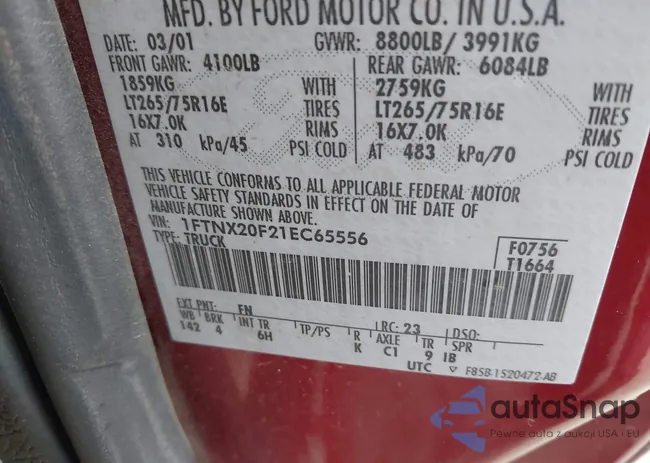 MFD. BY FORD MOTOR CO. IN U.S.A.
DATE: 03/01 GVWR: 8800LB/ 3991KG
FRONT GAWR: 4100LB REAR GAWR: 6084LB
1859KG WITH 2759KG WITH
LT265/75R16E TIRES LT265/75R16E TIRES
16X7.0K RIMS 16X7.0K RIMS
AT 310 kPa/45 PSI COLD AT 483 kPa/70 PSI COLD
THIS VEHICLE CONFORMS TO ALL APPLICABLE FEDERAL MOTOR
VEHICLE SAFETY STANDARDS IN EFFECT ON THE DATE OF
MANUFACTURE SHOWN ABOVE.
VIN: 1FTNX20F21EC65556
TYPE: TRUCK
F0756
T1664
EXT PNT: FN RC: 23 DSO:
WB BRK INT TR TP/PS R AXLE TR SPR
142 4 6H K C1 9 IB
UTC ▽ F85B-1520472-AB
autaSnap
Pewne auta z aukcji USA i EU